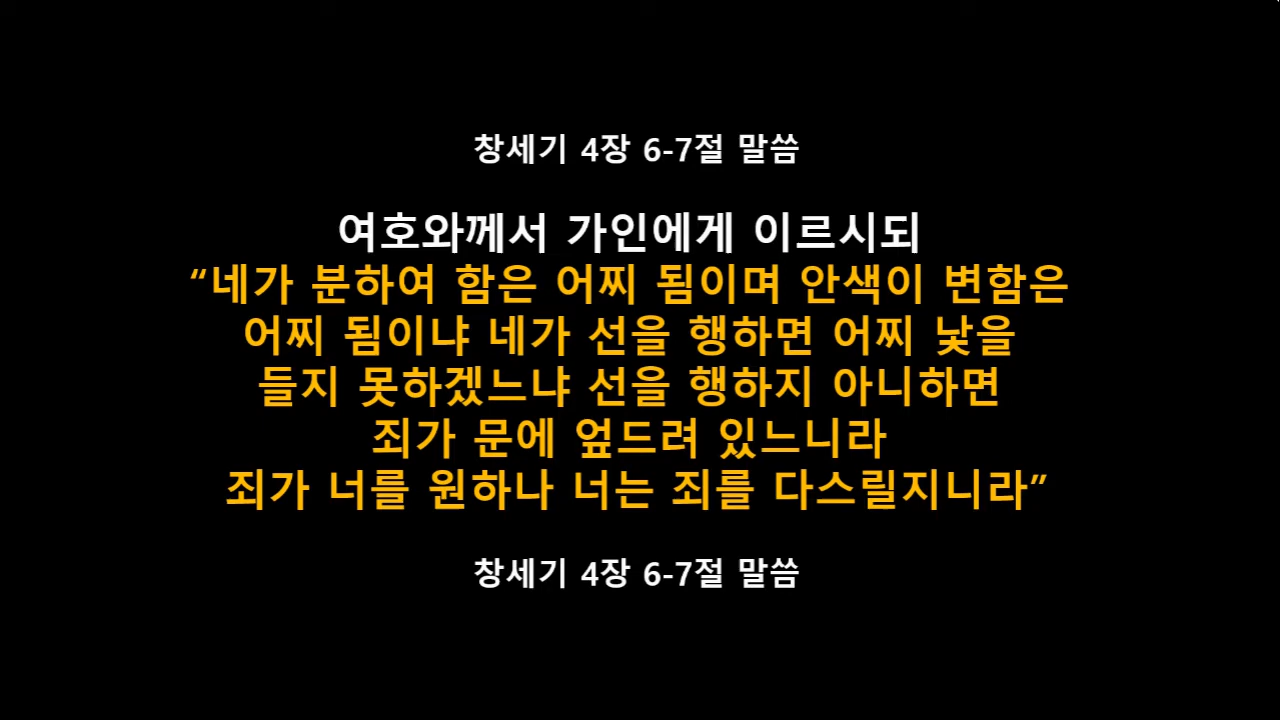 창세기 4장 6-7절 말씀
여호와께서 가인에게 이르시되
“네가 분하여 함은 어찌 됨이며 안색이 변함은
어찌 됨이냐 네가 선을 행하면 어찌 낯을
들지 못하겠느냐 선을 행하지 아니하면
죄가 문에 엎드려 있느니라
죄가 너를 원하나 너는 죄를 다스릴지니라”
창세기 4장 6-7절 말씀